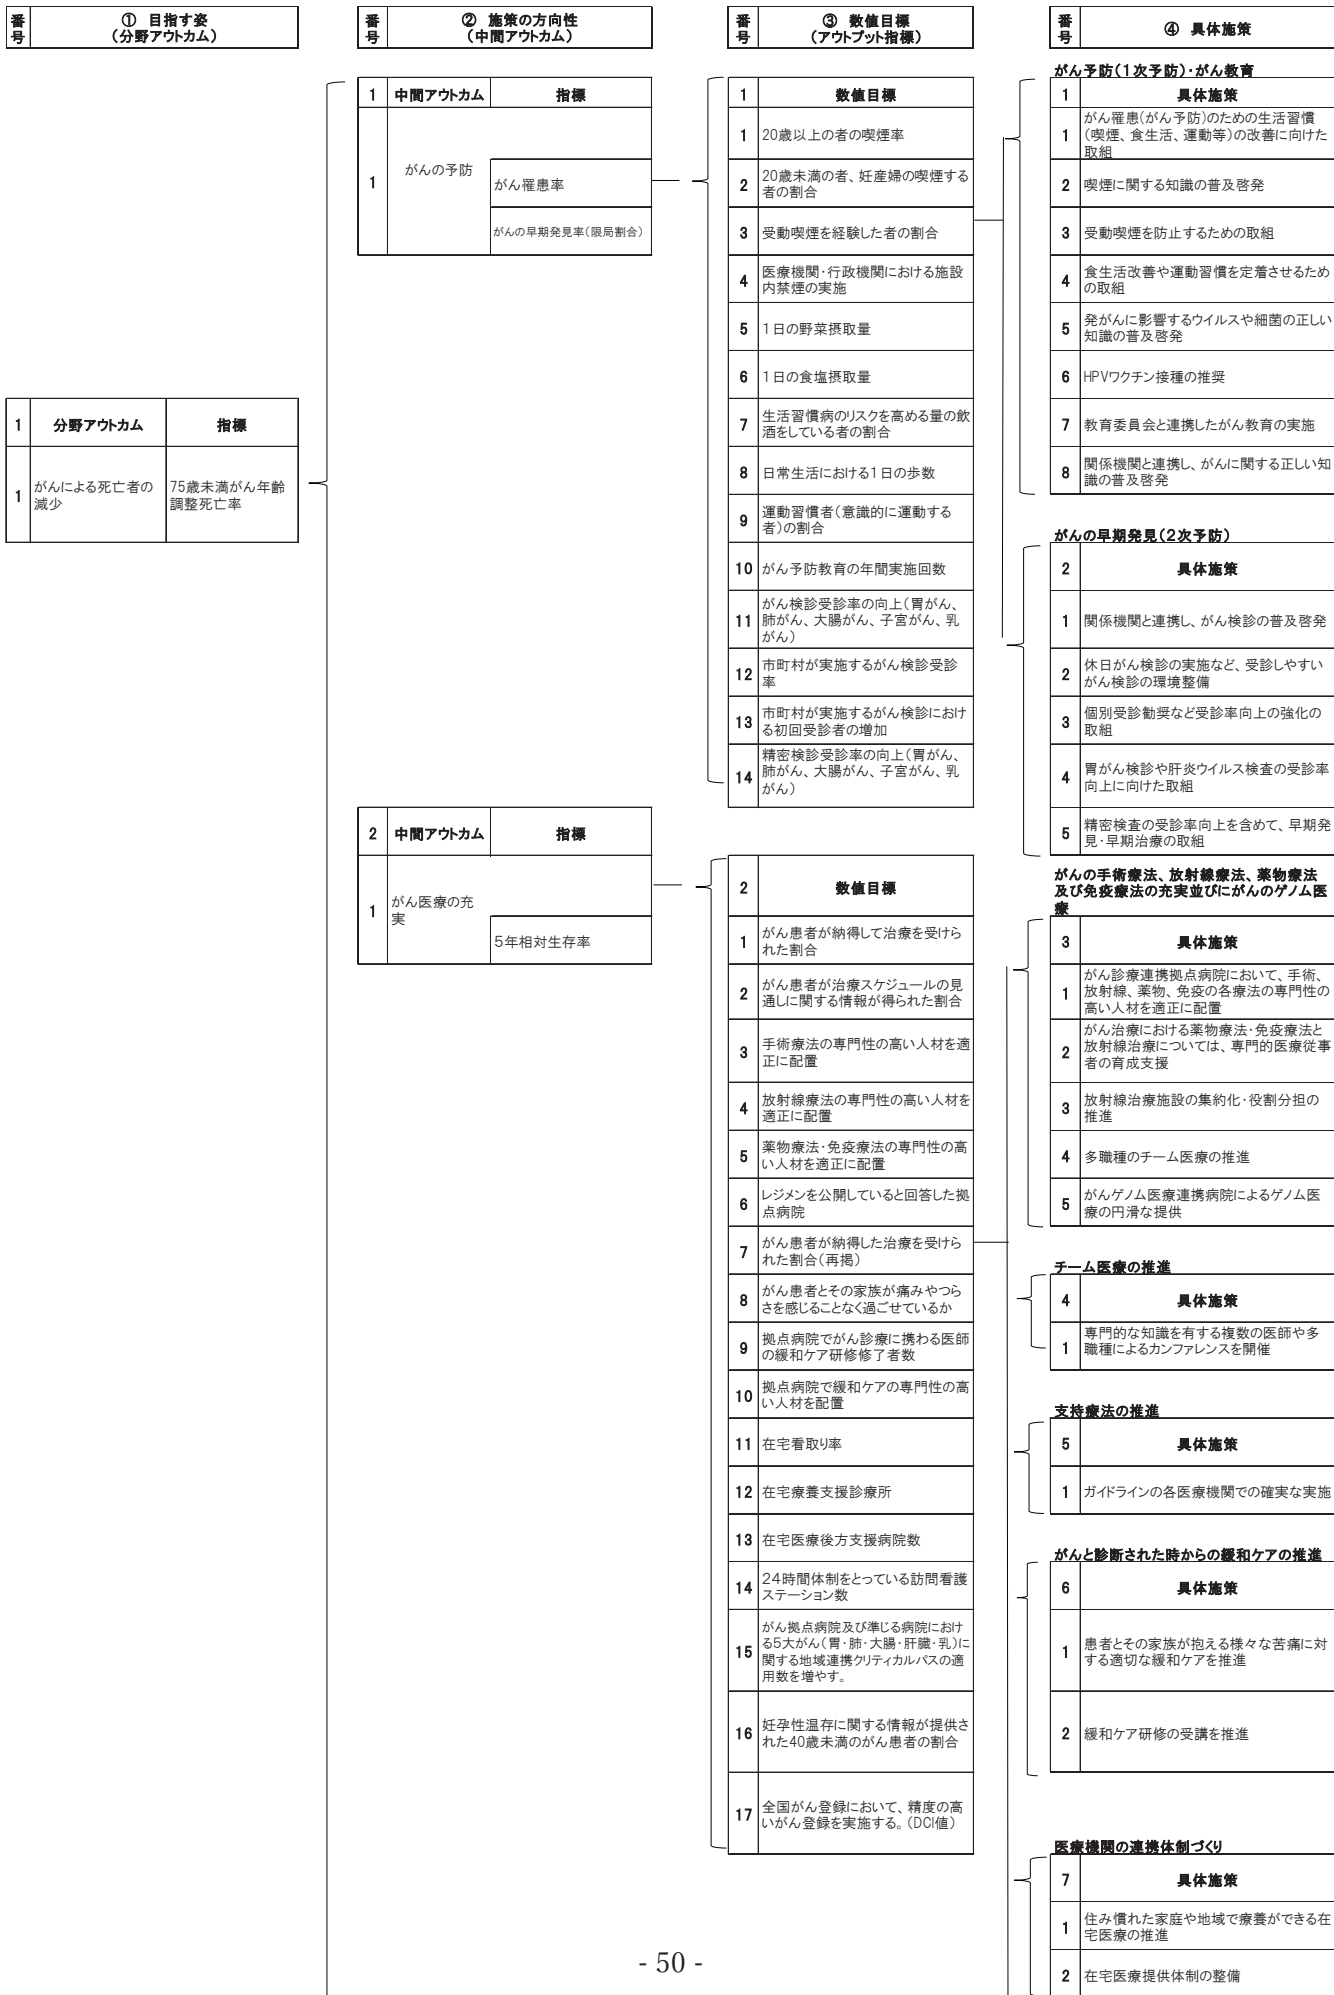 番
号
① 目指す姿
（分野アウトカム）
番
号
② 施策の方向性
（中間アウトカム）
番
号
③ 数値目標
（アウトプット指標）
番
号
④ 具体施策
1 分野アウトカム 指標
1 がんによる死亡者の
減少
75歳未満がん年齢
調整死亡率
1 中間アウトカム 指標
1 がんの予防
がん罹患率
がんの早期発見率（限局割合）
2 中間アウトカム 指標
1 がん医療の充
実
5年相対生存率
1 数値目標
1 20歳以上の者の喫煙率
2 20歳未満の者、妊産婦の喫煙する
者の割合
3 受動喫煙を経験した者の割合
4 医療機関・行政機関における施設
内禁煙の実施
5 1日の野菜摂取量
6 1日の食塩摂取量
7 生活習慣病のリスクを高める量の飲
酒をしている者の割合
8 日常生活における1日の歩数
9 運動習慣者（意識的に運動する
者）の割合
10 がん予防教育の年間実施回数
11 がん検診受診率の向上（胃がん、
肺がん、大腸がん、子宮がん、乳
がん）
12 市町村が実施するがん検診受診
率
13 市町村が実施するがん検診におけ
る初回受診者の増加
14 精密検診受診率の向上（胃がん、
肺がん、大腸がん、子宮がん、乳
がん）
2 数値目標
1 がん患者が納得して治療を受けら
れた割合
2 がん患者が治療スケジュールの見
通しに関する情報が得られた割合
3 手術療法の専門性の高い人材を適
正に配置
4 放射線療法の専門性の高い人材を
適正に配置
5 薬物療法・免疫療法の専門性の高
い人材を適正に配置
6 レジメンを公開していると回答した拠
点病院
7 がん患者が納得した治療を受けら
れた割合（再掲）
8 がん患者とその家族が痛みやつら
さを感じることなく過ごせているか
9 拠点病院でがん診療に携わる医師
の緩和ケア研修修了者数
10 拠点病院で緩和ケアの専門性の高
い人材を配置
11 在宅看取り率
12 在宅療養支援診療所
13 在宅医療後方支援病院数
14 24時間体制をとっている訪問看護
ステーション数
15 がん拠点病院及び準じる病院におけ
る5大がん（胃・肺・大腸・肝臓・乳）に
関する地域連携クリティカルパスの適
用数を増やす。
16 妊孕性温存に関する情報が提供さ
れた40歳未満のがん患者の割合
17 全国がん登録において、精度の高
いがん登録を実施する。（DCI値）
がん予防（1次予防）・がん教育
1 具体施策
1 がん罹患（がん予防）のための生活習慣
（喫煙、食生活、運動等）の改善に向けた
取組
2 喫煙に関する知識の普及啓発
3 受動喫煙を防止するための取組
4 食生活改善や運動習慣を定着させるため
の取組
5 発がんに影響するウイルスや細菌の正しい
知識の普及啓発
6 HPVワクチン接種の推奨
7 教育委員会と連携したがん教育の実施
8 関係機関と連携し、がんに関する正しい知
識の普及啓発
がんの早期発見（2次予防）
2 具体施策
1 関係機関と連携し、がん検診の普及啓発
2 休日がん検診の実施など、受診しやすい
がん検診の環境整備
3 個別受診勧奨など受診率向上の強化の
取組
4 胃がん検診や肝炎ウイルス検査の受診率
向上に向けた取組
5 精密検査の受診率向上を含めて、早期発
見・早期治療の取組
がんの手術療法、放射線療法、薬物療法
及び免疫療法の充実並びにがんのゲノム医
療
3 具体施策
1 がん診療連携拠点病院において、手術、
放射線、薬物、免疫の各療法の専門性の
高い人材を適正に配置
2 がん治療における薬物療法・免疫療法と
放射線治療については、専門的医療従事
者の育成支援
3 放射線治療施設の集約化・役割分担の
推進
4 多職種のチーム医療の推進
5 がんゲノム医療連携病院によるゲノム医
療の円滑な提供
チーム医療の推進
4 具体施策
1 専門的な知識を有する複数の医師や多
職種によるカンファレンスを開催
支持療法の推進
5 具体施策
1 ガイドラインの各医療機関での確実な実施
がんと診断された時からの緩和ケアの推進
6 具体施策
1 患者とその家族が抱える様々な苦痛に対
する適切な緩和ケアを推進
2 緩和ケア研修の受講を推進
医療機関の連携体制づくり
7 具体施策
1 住み慣れた家庭や地域で療養ができる在
宅医療の推進
2 在宅医療提供体制の整備
- 50 -